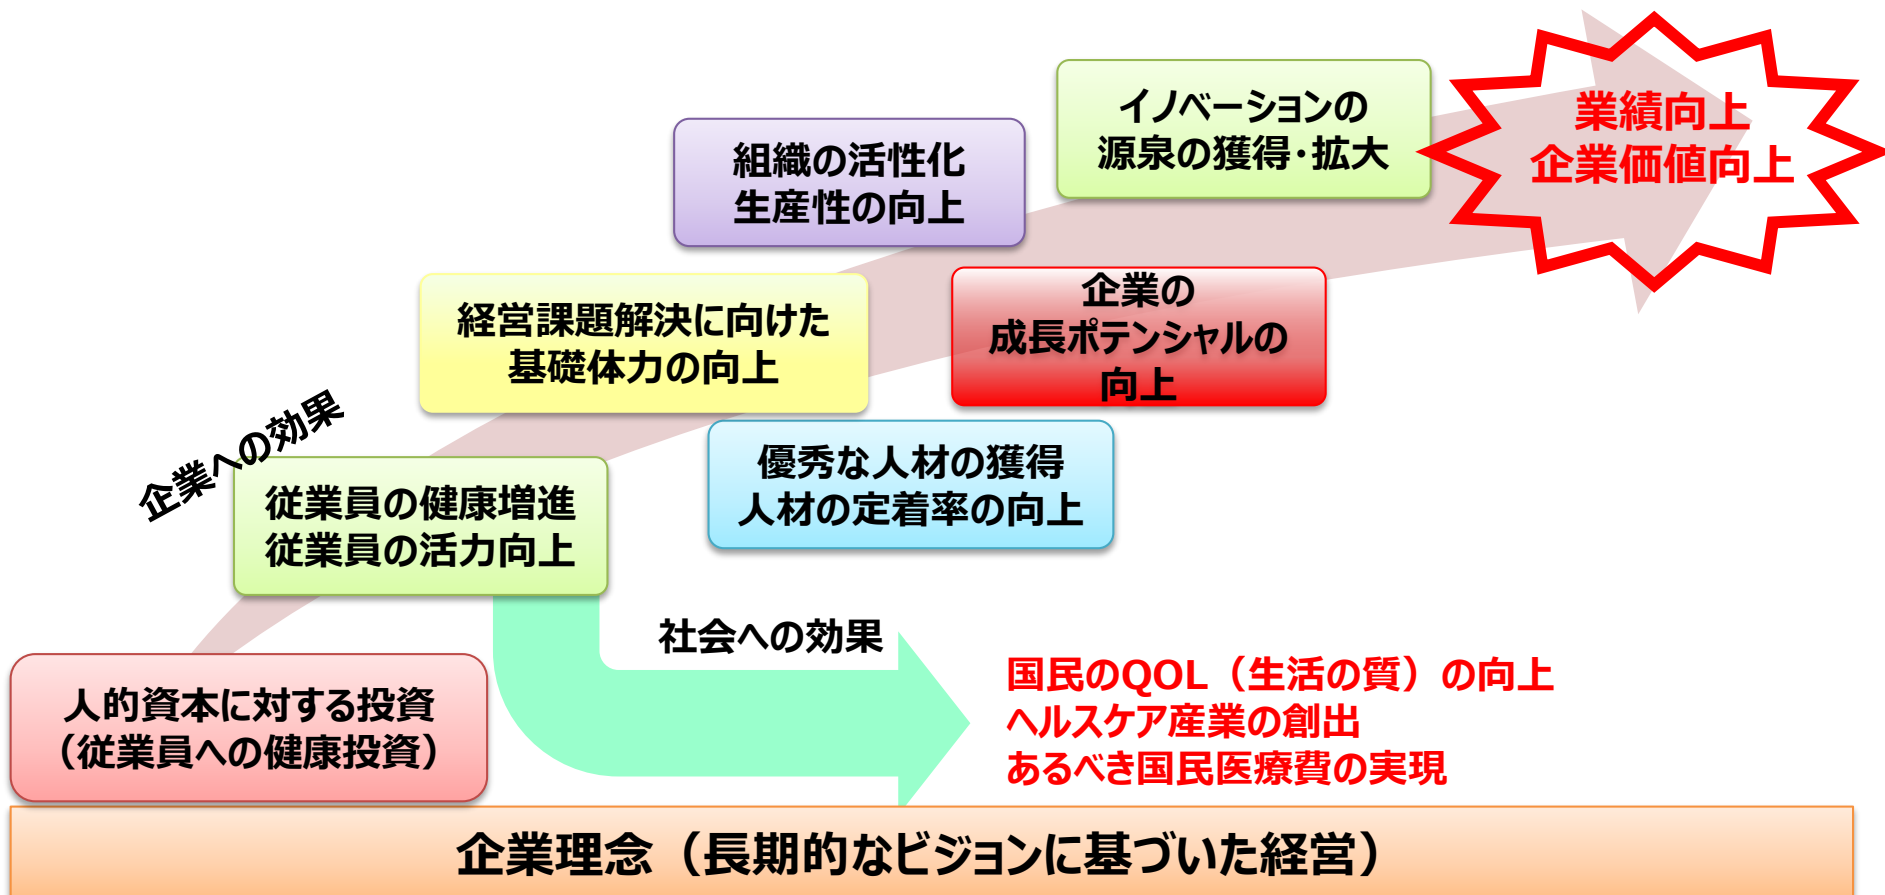 業績向上
企業価値向上
イノベーションの
源泉の獲得・拡大
組織の活性化
生産性の向上
企業の
成長ポテンシャルの
向上
経営課題解決に向けた
基礎体力の向上
優秀な人材の獲得
人材の定着率の向上
企業への効果
従業員の健康増進
従業員の活力向上
社会への効果
国民のQOL（生活の質）の向上
ヘルスケア産業の創出
あるべき国民医療費の実現
人的資本に対する投資
（従業員への健康投資）
企業理念（長期的なビジョンに基づいた経営）